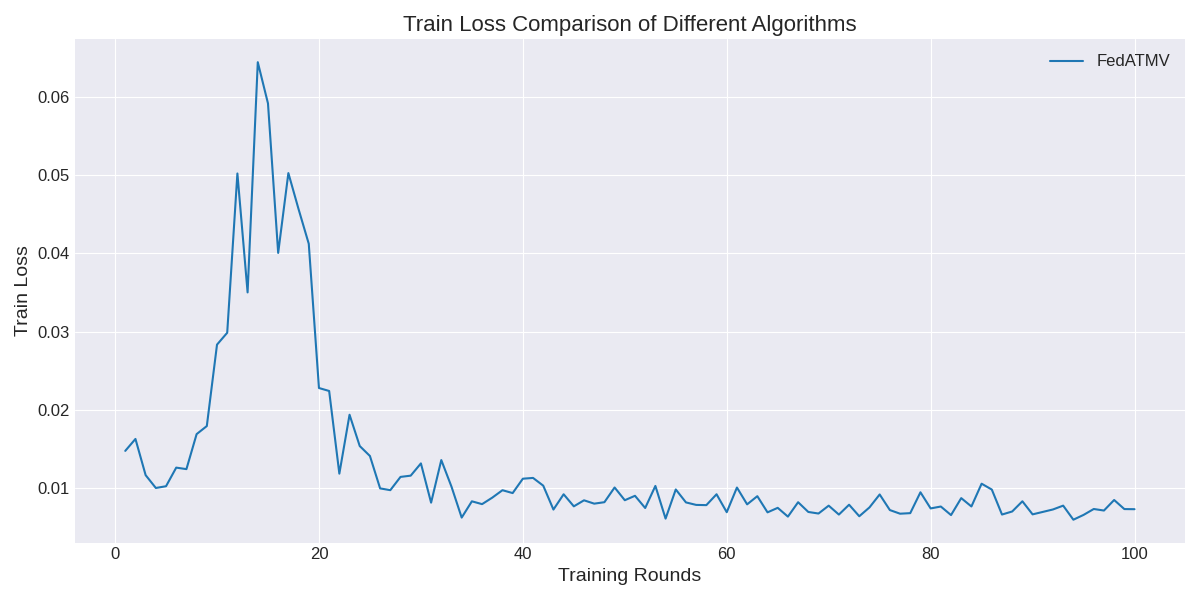 Train Loss Comparison of Different Algorithms
FedATMV
Train Loss
0.06
0.05
0.04
0.03
0.02
0.01
0 20 40 60 80 100
Training Rounds